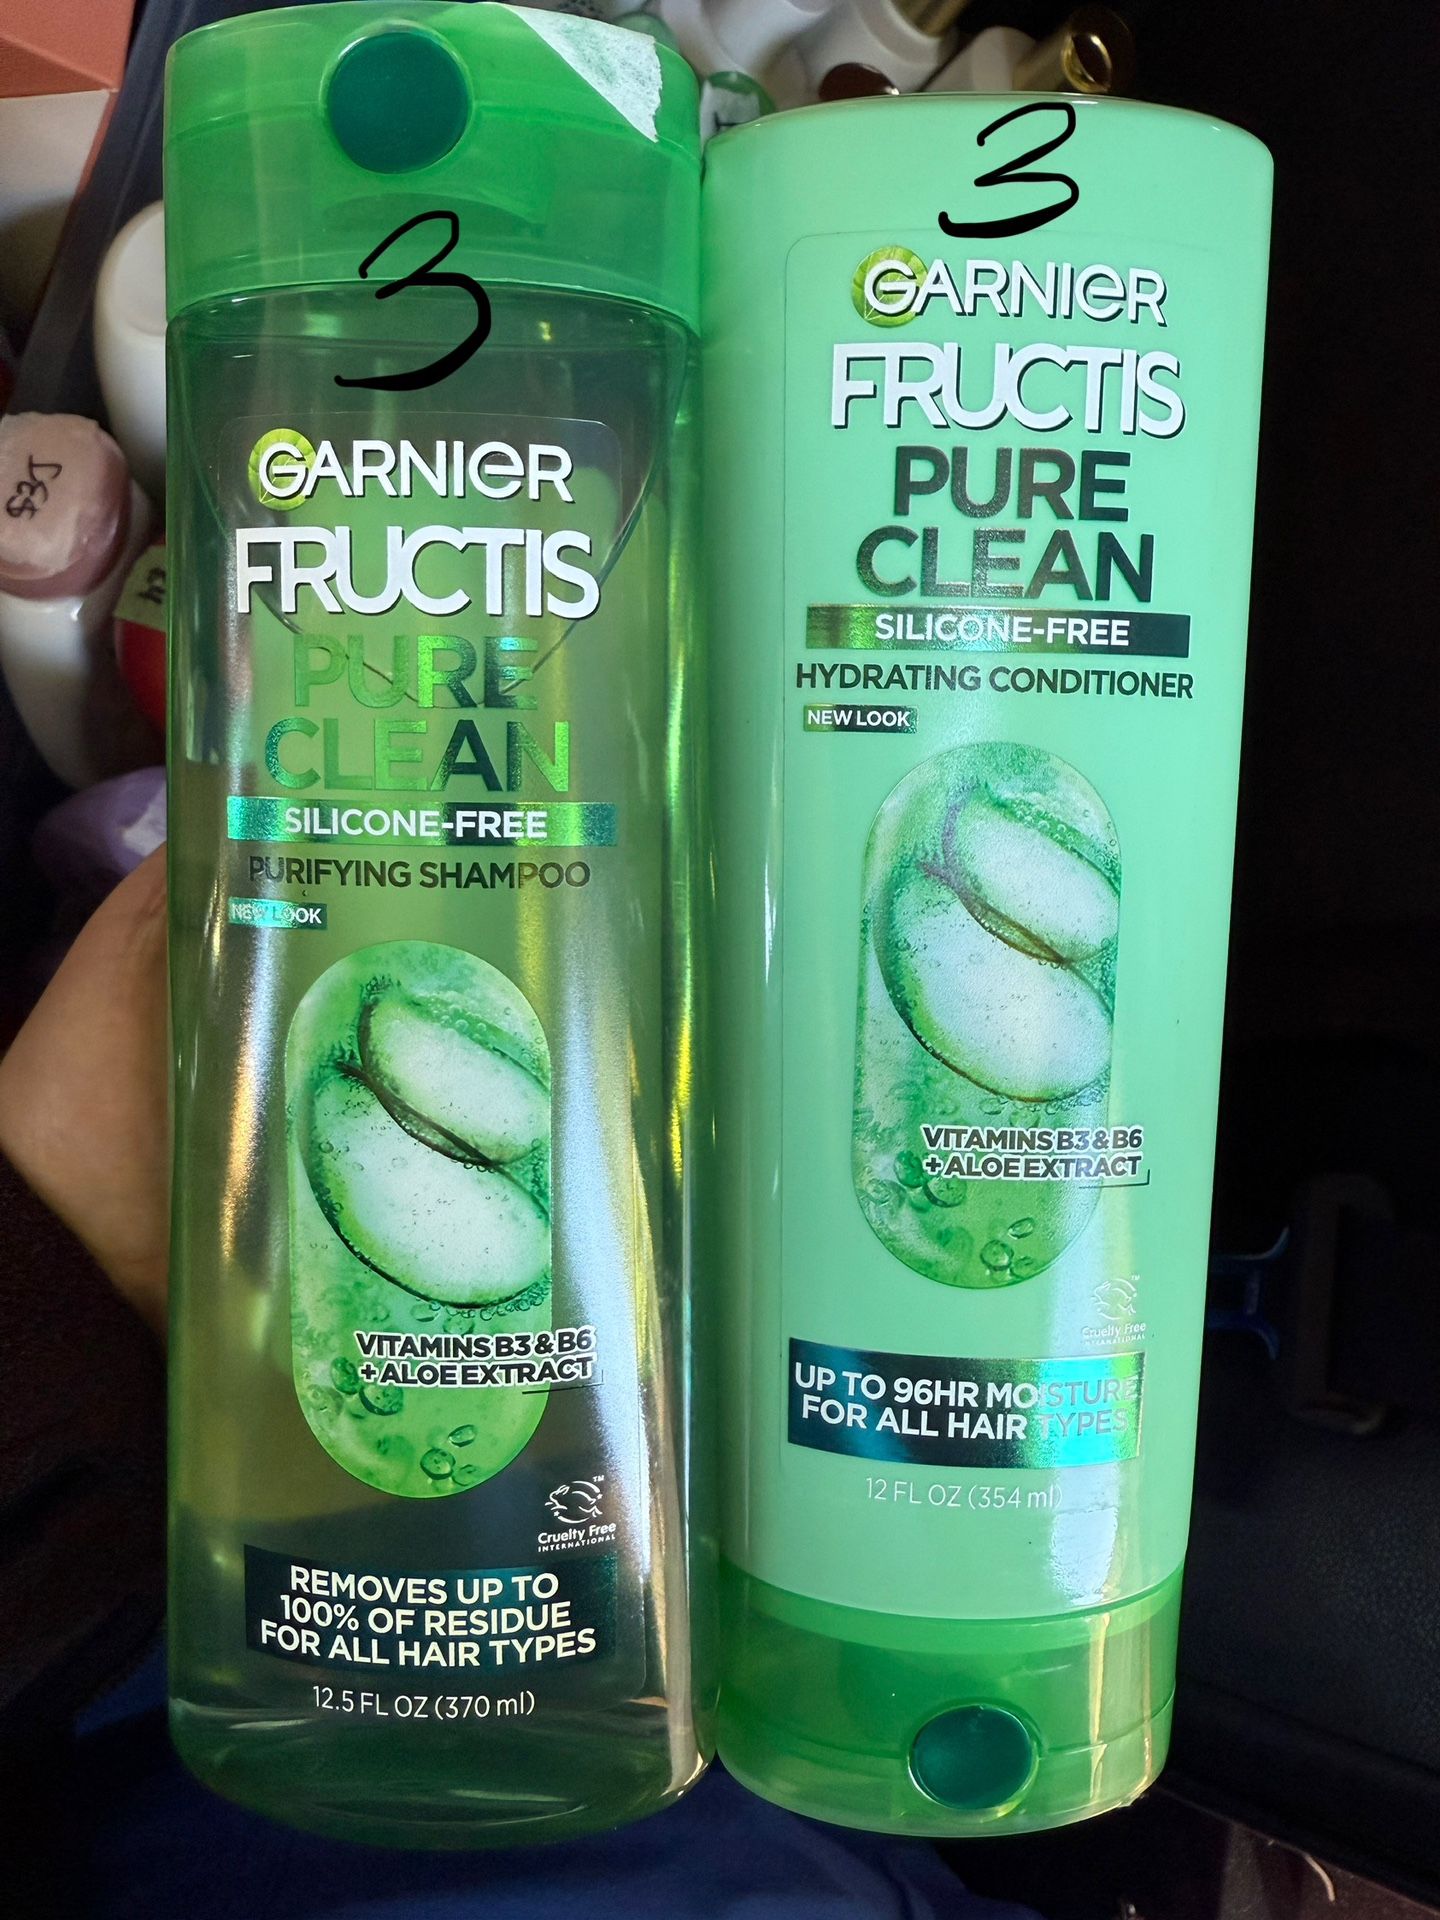 3
GARNIER
FRUCTIS
PURE
CLEAN
SILICONE-FREE
PURIFYING SHAMPOO
NEW LOOK
VITAMINS B3 & B6
+ ALOE EXTRACT
Cruelty Free
INTERNATIONAL
REMOVES UP TO
100% OF RESIDUE
FOR ALL HAIR TYPES
12.5 FL OZ (370 ml)
3
GARNIER
FRUCTIS
PURE
CLEAN
SILICONE-FREE
HYDRATING CONDITIONER
NEW LOOK
VITAMINS B3 & B6
+ ALOE EXTRACT
Cruelty Free
INTERNATIONAL
UP TO 96HR MOISTURE
FOR ALL HAIR TYPES
12 FL OZ (354 ml)
$35